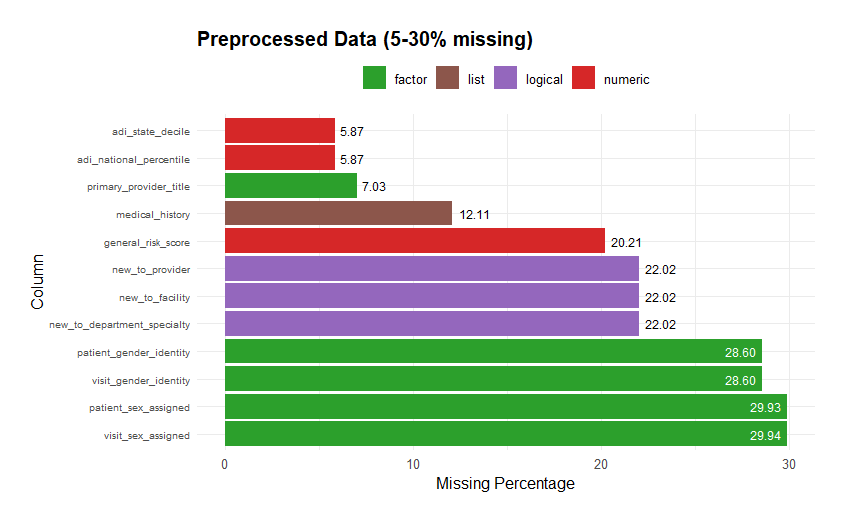 Preprocessed Data (5-30% missing)
factor list logical numeric
adi_state_decile 5.87
adi_national_percentile 5.87
primary_provider_title 7.03
medical_history 12.11
general_risk_score 20.21
new_to_provider 22.02
new_to_facility 22.02
new_to_department_specialty 22.02
patient_gender_identity 28.60
visit_gender_identity 28.60
patient_sex_assigned 29.93
visit_sex_assigned 29.94
Column
0 10 20 30
Missing Percentage